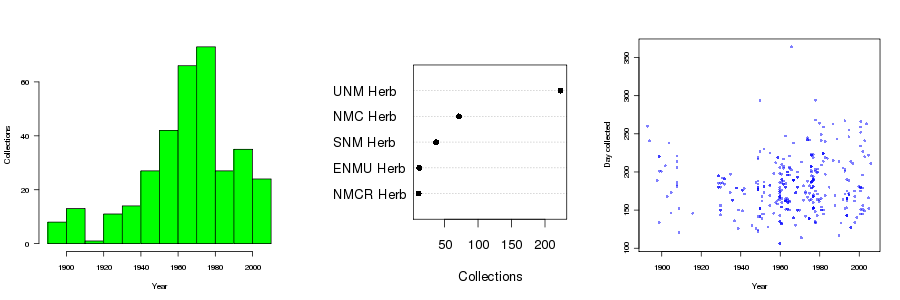 Collections
60
40
20
0
1900 1920 1940 1960 1980 2000
Year
UNM Herb
NMC Herb
SNM Herb
ENMU Herb
NMCR Herb
50 100 150 200
Collections
Day collected
350
300
250
200
150
100
1900 1920 1940 1960 1980 2000
Year